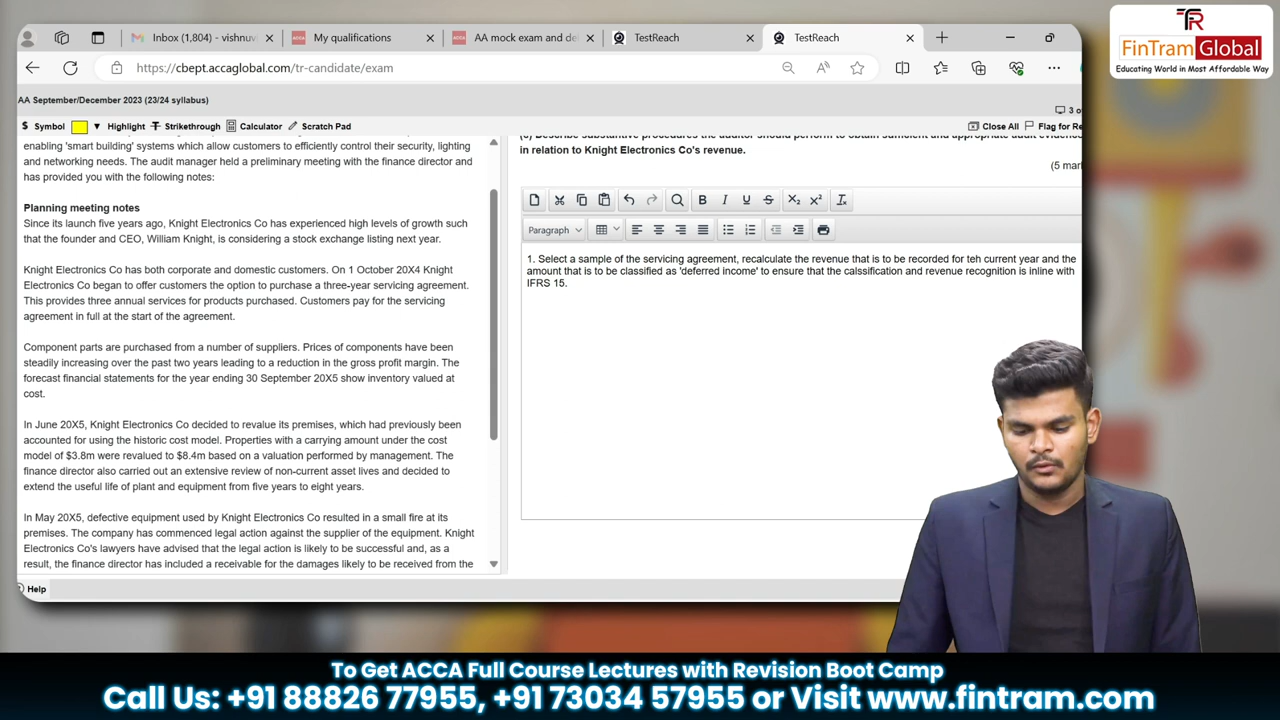 FinTram Global
Educating World in Most Affordable Way
Inbox (1,804) - vishnuv
My qualifications
AA mock exam and de
TestReach
TestReach
https://cbept.accaglobal.com/tr-candidate/exam
AA September/December 2023 (23/24 syllabus)
3 o
$ Symbol Highlight Strikethrough Calculator Scratch Pad
Close All Flag for Re
enabling 'smart building' systems which allow customers to efficiently control their security, lighting
and networking needs. The audit manager held a preliminary meeting with the finance director and
has provided you with the following notes:
Planning meeting notes
Since its launch five years ago, Knight Electronics Co has experienced high levels of growth such
that the founder and CEO, William Knight, is considering a stock exchange listing next year.
Knight Electronics Co has both corporate and domestic customers. On 1 October 20X4 Knight
Electronics Co began to offer customers the option to purchase a three-year servicing agreement.
This provides three annual services for products purchased. Customers pay for the servicing
agreement in full at the start of the agreement.
Component parts are purchased from a number of suppliers. Prices of components have been
steadily increasing over the past two years leading to a reduction in the gross profit margin. The
forecast financial statements for the year ending 30 September 20X5 show inventory valued at
cost.
In June 20X5, Knight Electronics Co decided to revalue its premises, which had previously been
accounted for using the historic cost model. Properties with a carrying amount under the cost
model of $3.8m were revalued to $8.4m based on a valuation performed by management. The
finance director also carried out an extensive review of non-current asset lives and decided to
extend the useful life of plant and equipment from five years to eight years.
In May 20X5, defective equipment used by Knight Electronics Co resulted in a small fire at its
premises. The company has commenced legal action against the supplier of the equipment. Knight
Electronics Co's lawyers have advised that the legal action is likely to be successful and, as a
result, the finance director has included a receivable for the damages likely to be received from the
Describe substantive procedures the auditor should perform to obtain sufficient and appropriate audit evidenc
in relation to Knight Electronics Co's revenue.
(5 mar
Paragraph
1. Select a sample of the servicing agreement, recalculate the revenue that is to be recorded for teh current year and the
amount that is to be classified as 'deferred income' to ensure that the calssification and revenue recognition is inline with
IFRS 15.
Help
To Get ACCA Full Course Lectures with Revision Boot Camp
Call Us: +91 88826 77955, +91 73034 57955 or Visit www.fintram.com